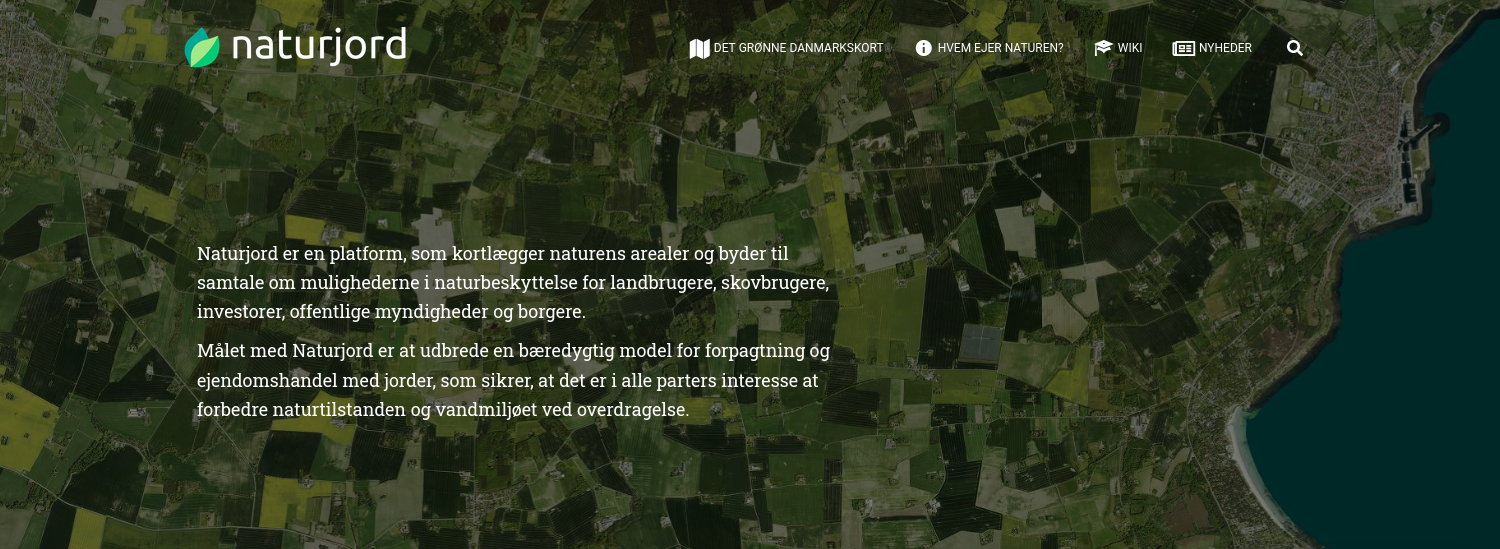 naturjord
DET GRØNNE DANMARKSKORT
HVEM EJER NATUREN?
WIKI
NYHEDER
Naturjord er en platform, som kortlægger naturens arealer og byder til
samtale om mulighederne i naturbeskyttelse for landbrugere, skovbrugere,
investorer, offentlige myndigheder og borgere.
Målet med Naturjord er at udbrede en bæredygtig model for forpagtning og
ejendomshandel med jorder, som sikrer, at det er i alle parters interesse at
forbedre naturtilstanden og vandmiljøet ved overdragelse.